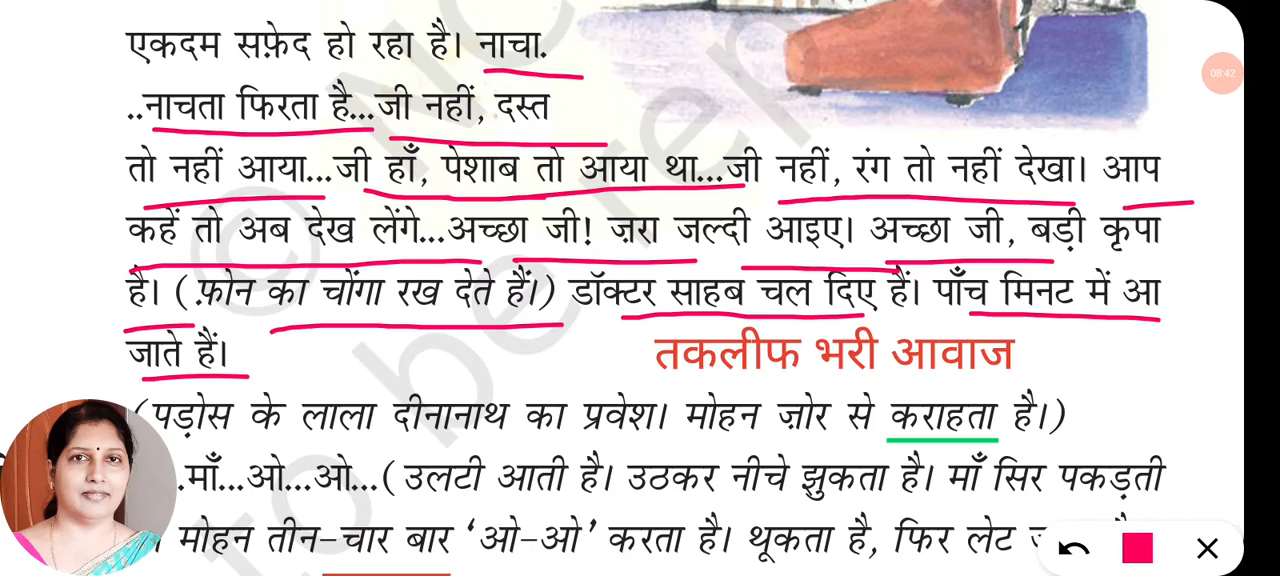 एकदम सफ़ेद हो रहा है। नाचा.
..नाचता फिरता है...जी नहीं, दस्त
08:42
तो नहीं आया...जी हाँ, पेशाब तो आया था...जी नहीं, रंग तो नहीं देखा। आप
कहें तो अब देख लेंगे...अच्छा जी! ज़रा जल्दी आइए। अच्छा जी, बड़ी कृपा
है। (फ़ोन का चोंगा रख देते हैं।) डॉक्टर साहब चल दिए हैं। पाँच मिनट में आ
जाते हैं।
तकलीफ भरी आवाज
(पड़ोस के लाला दीनानाथ का प्रवेश। मोहन ज़ोर से कराहता है।)
.माँ...ओ...ओ...(उलटी आती है। उठकर नीचे झुकता है। माँ सिर पकड़ती
मोहन तीन-चार बार ‘ओ-ओ’ करता है। थूकता है, फिर लेट